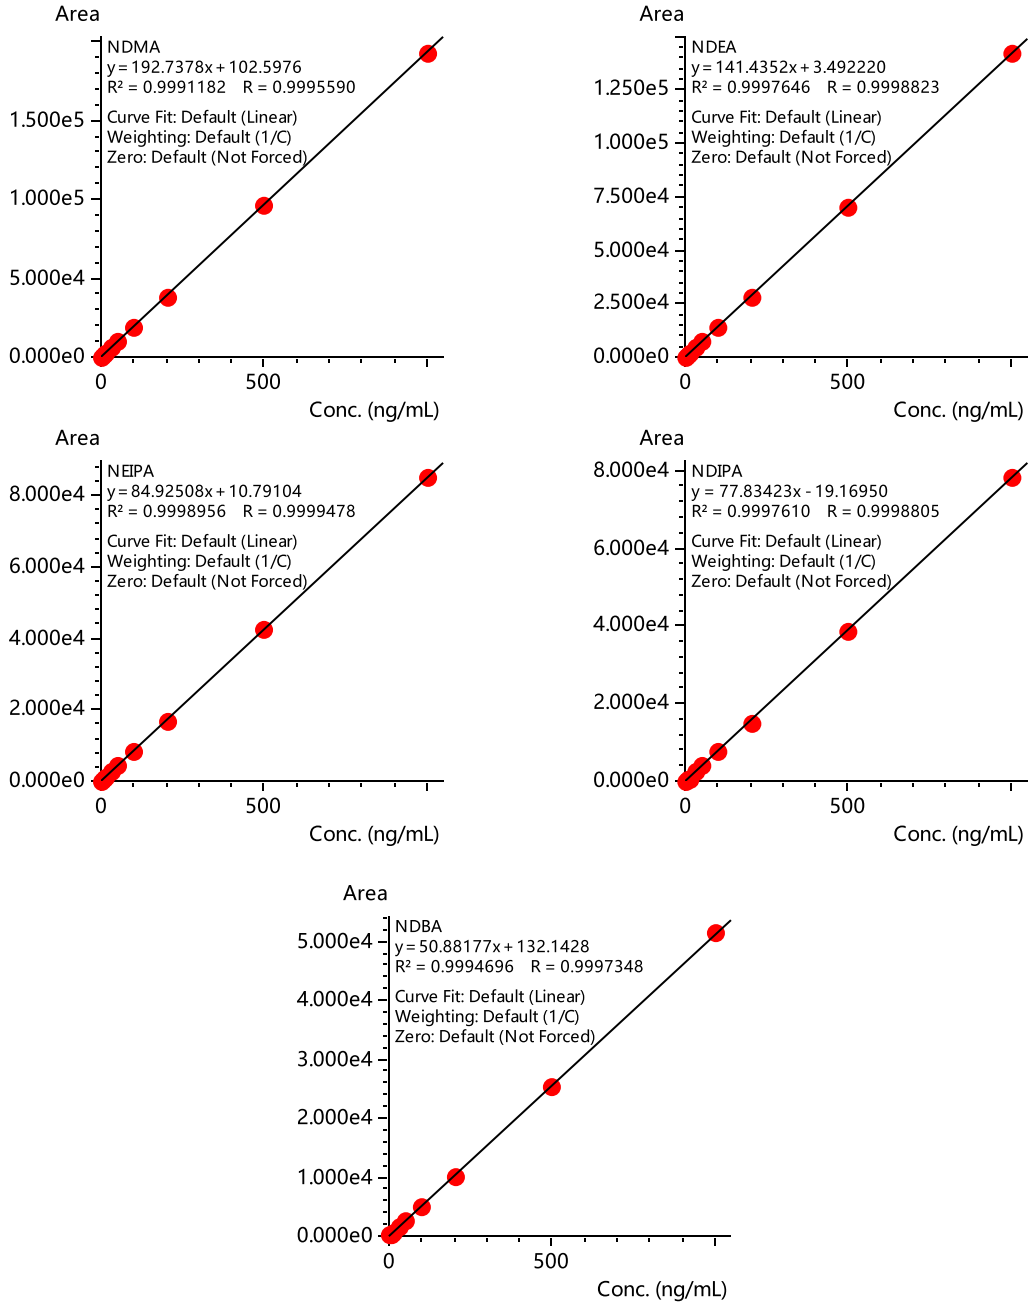 Area
NDMA
y = 192.7378x + 102.5976
R² = 0.9991182 R = 0.9995590
Curve Fit: Default (Linear)
Weighting: Default (1/C)
Zero: Default (Not Forced)
1.500e5
1.000e5
5.000e4
0.000e0
0 500
Conc. (ng/mL)
Area
NDEA
y = 141.4352x + 3.492220
R² = 0.9997646 R = 0.9998823
Curve Fit: Default (Linear)
Weighting: Default (1/C)
Zero: Default (Not Forced)
1.250e5
1.000e5
7.500e4
5.000e4
2.500e4
0.000e0
0 500
Conc. (ng/mL)
Area
NEIPA
y = 84.92508x + 10.79104
R² = 0.9998956 R = 0.9999478
Curve Fit: Default (Linear)
Weighting: Default (1/C)
Zero: Default (Not Forced)
8.000e4
6.000e4
4.000e4
2.000e4
0.000e0
0 500
Conc. (ng/mL)
Area
NDIPA
y = 77.83423x - 19.16950
R² = 0.9997610 R = 0.9998805
Curve Fit: Default (Linear)
Weighting: Default (1/C)
Zero: Default (Not Forced)
8.000e4
6.000e4
4.000e4
2.000e4
0.000e0
0 500
Conc. (ng/mL)
Area
NDBA
y = 50.88177x + 132.1428
R² = 0.9994696 R = 0.9997348
Curve Fit: Default (Linear)
Weighting: Default (1/C)
Zero: Default (Not Forced)
5.000e4
4.000e4
3.000e4
2.000e4
1.000e4
0.000e0
0 500
Conc. (ng/mL)